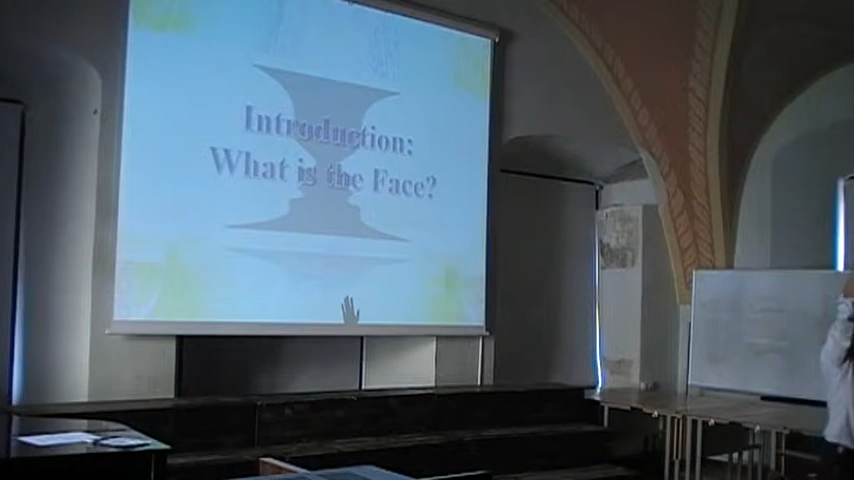 Introduction:
What is the Face?